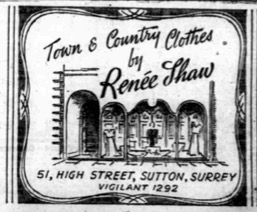 Town & Country Clothes
by
Renée Shaw
51, HIGH STREET, SUTTON, SURREY
VIGILANT 1292